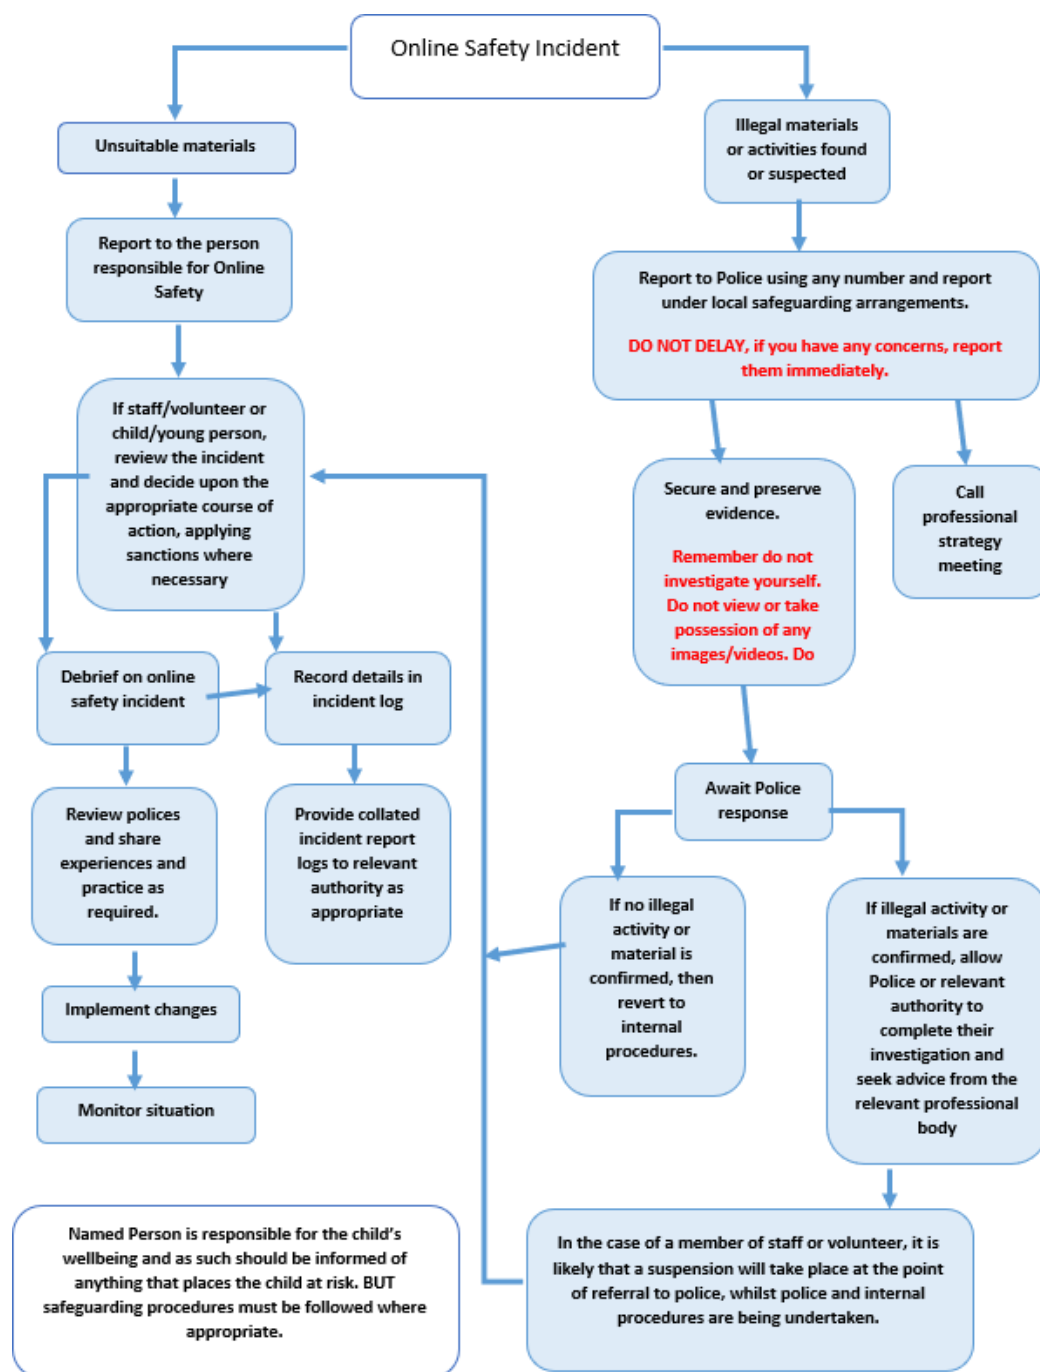 Online Safety Incident
Unsuitable materials
Illegal materials
or activities found
or suspected
Report to the person
responsible for Online
Safety
Report to Police using any number and report
under local safeguarding arrangements.
DO NOT DELAY, if you have any concerns, report
them immediately.
If staff/volunteer or
child/young person,
review the incident
and decide upon the
appropriate course of
action, applying
sanctions where
necessary
Secure and preserve
evidence.
Remember do not
investigate yourself.
Do not view or take
possession of any
images/videos. Do
Call
professional
strategy
meeting
Debrief on online
safety incident
Record details in
incident log
Await Police
response
Review polices
and share
experiences and
practice as
required.
Provide collated
incident report
logs to relevant
authority as
appropriate
If no illegal
activity or
material is
confirmed, then
revert to
internal
procedures.
If illegal activity or
materials are
confirmed, allow
Police or relevant
authority to
complete their
investigation and
seek advice from the
relevant professional
body
Implement changes
Monitor situation
Named Person is responsible for the child's
wellbeing and as such should be informed of
anything that places the child at risk. BUT
safeguarding procedures must be followed where
appropriate.
In the case of a member of staff or volunteer, it is
likely that a suspension will take place at the point
of referral to police, whilst police and internal
procedures are being undertaken.